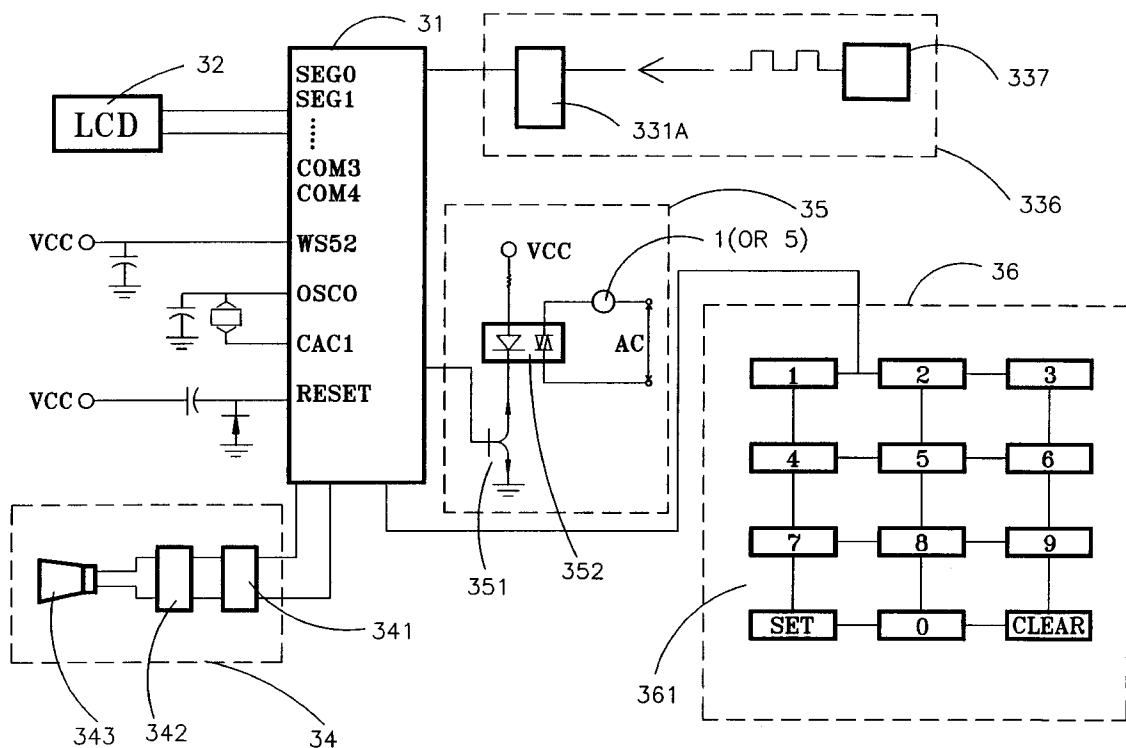 31
32
SEG0
SEG1
LCD
COM3
COM4
331A
337
336
35
VCC
WS52
VCC
1(OR 5)
36
OSCO
CAC1
AC
VCC
RESET
1
2
3
4
5
6
7
8
9
SET
0
CLEAR
351
352
341
361
343
342
34